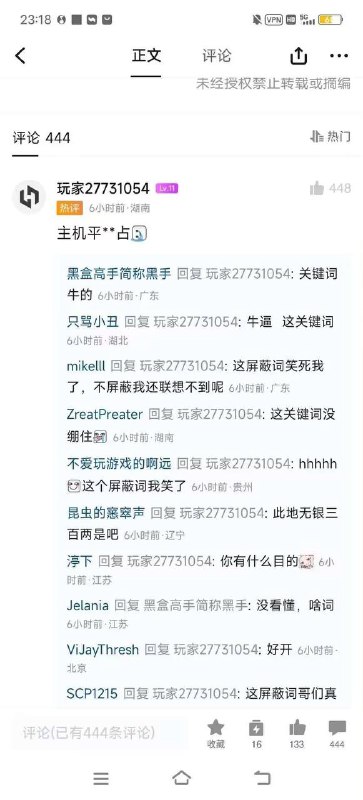 23:18
VPN
HD
5G
正文
评论
未经授权禁止转载或摘编
评论 444
热门
玩家27731054 Lv.11
448
热评 6小时前·湖南
主机平**占
黑盒高手简称黑手 回复 玩家27731054: 关键词
牛的 6小时前·广东
只骂小丑 回复 玩家27731054: 牛逼 这关键词
6小时前·湖北
mikelll 回复 玩家27731054: 这屏蔽词笑死我
了，不屏蔽我还联想不到呢 6小时前·广东
ZreatPreater 回复 玩家27731054: 这关键词没
绷住 6小时前·湖南
不爱玩游戏的啊远 回复 玩家27731054: hhhhh
这个屏蔽词我笑了 6小时前·贵州
昆虫的窸窣声 回复 玩家27731054: 此地无银三
百两是吧 6小时前·辽宁
渟下 回复 玩家27731054: 你有什么目的 6小
时前·江苏
Jelania 回复 黑盒高手简称黑手: 没看懂，啥词
6小时前·江苏
ViJayThresh 回复 玩家27731054: 好开 6小时前·
北京
SCP1215 回复 玩家27731054: 这屏蔽词哥们真
评论(已有444条评论)
收藏
16
133
444